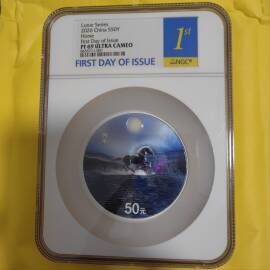 Lunar Series
2026 China S50Y
Horse
First Day of Issue
PF 69 ULTRA CAMEO
1st
NGC
FIRST DAY OF ISSUE
50元